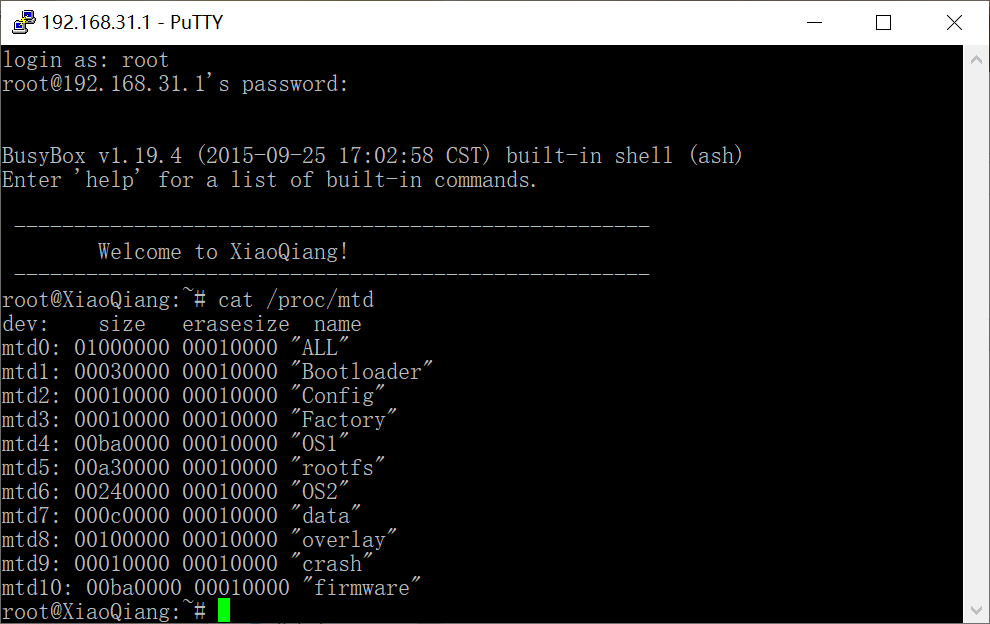 192.168.31.1 - PuTTY
login as: root
root@192.168.31.1's password:
BusyBox v1.19.4 (2015-09-25 17:02:58 CST) built-in shell (ash)
Enter 'help' for a list of built-in commands.
-----------------------------------------------------
Welcome to XiaoQiang!
-----------------------------------------------------
root@XiaoQiang:~# cat /proc/mtd
dev:    size   erasesize  name
mtd0: 01000000 00010000 "ALL"
mtd1: 00030000 00010000 "Bootloader"
mtd2: 00010000 00010000 "Config"
mtd3: 00010000 00010000 "Factory"
mtd4: 00ba0000 00010000 "OS1"
mtd5: 00a30000 00010000 "rootfs"
mtd6: 00240000 00010000 "OS2"
mtd7: 000c0000 00010000 "data"
mtd8: 00100000 00010000 "overlay"
mtd9: 00010000 00010000 "crash"
mtd10: 00ba0000 00010000 "firmware"
root@XiaoQiang:~#